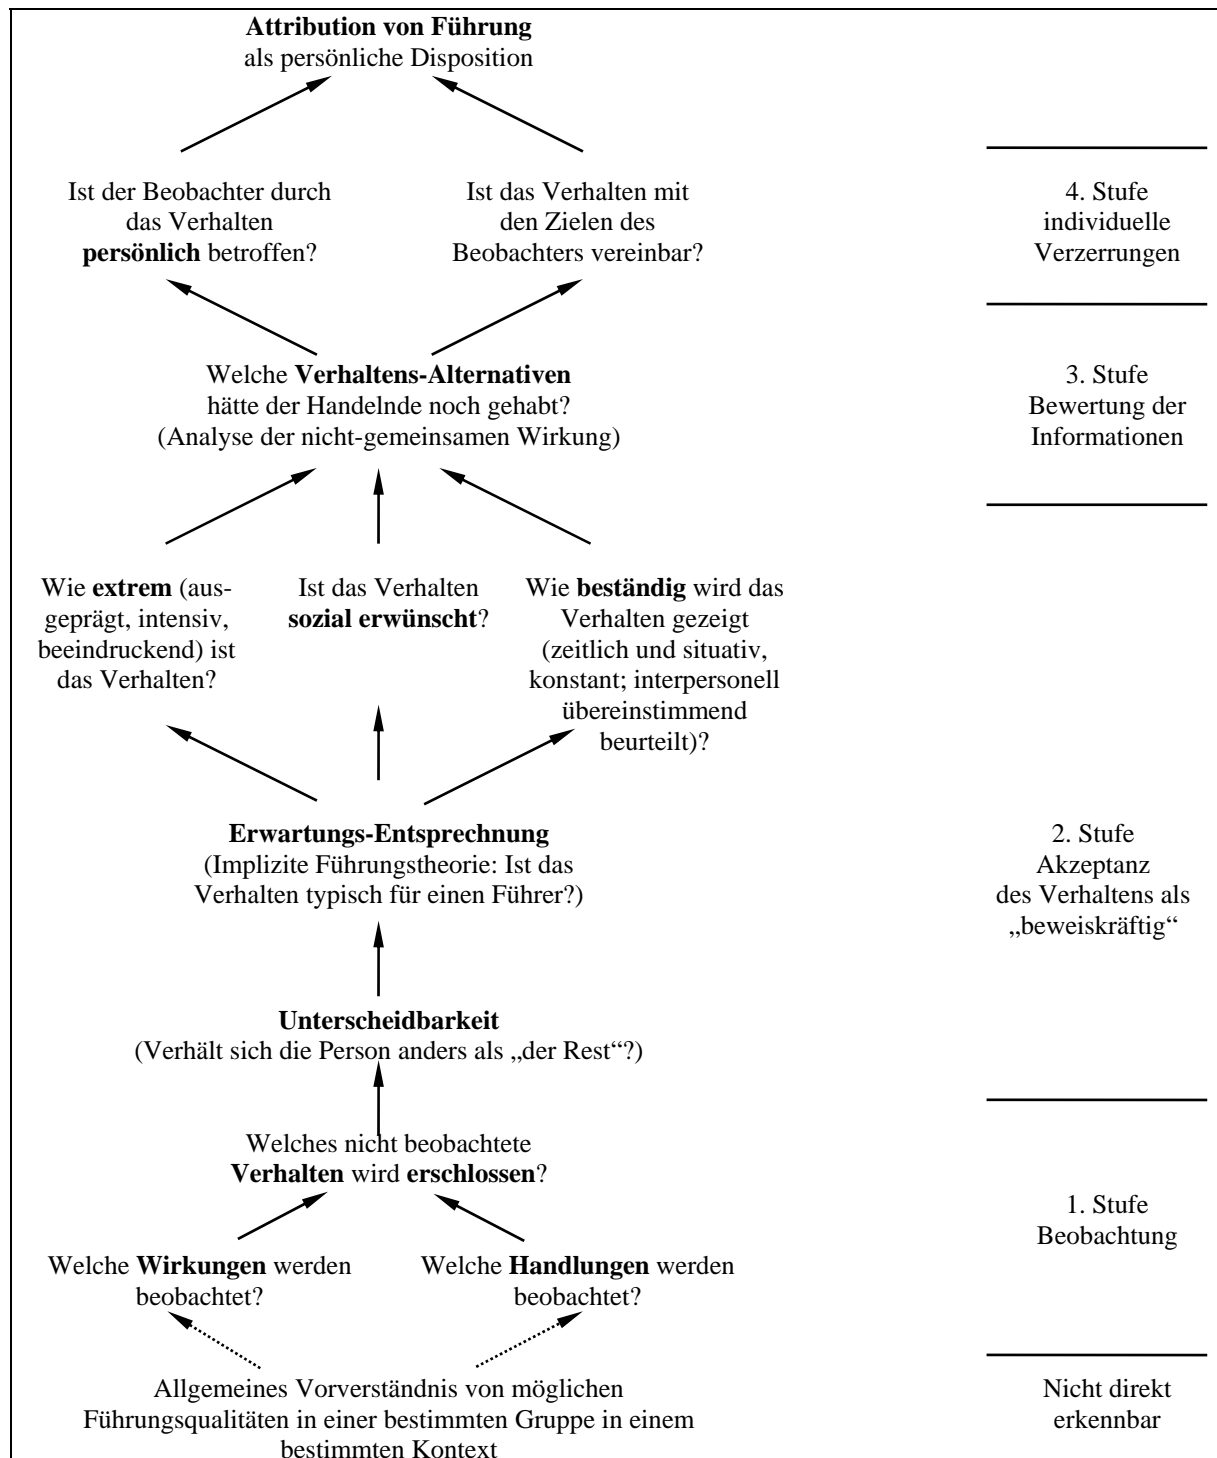 Attribution von Führung
als persönliche Disposition
Ist der Beobachter durch
das Verhalten
persönlich betroffen?
Ist das Verhalten mit
den Zielen des
Beobachters vereinbar?
4. Stufe
individuelle
Verzerrungen
Welche Verhaltens-Alternativen
hätte der Handelnde noch gehabt?
(Analyse der nicht-gemeinsamen Wirkung)
3. Stufe
Bewertung der
Informationen
Wie extrem (aus-
geprägt, intensiv,
beeindruckend) ist
das Verhalten?
Ist das Verhalten
sozial erwünscht?
Wie beständig wird das
Verhalten gezeigt
(zeitlich und situativ,
konstant; interpersonell
übereinstimmend
beurteilt)?
Erwartungs-Entsprechnung
(Implizite Führungstheorie: Ist das
Verhalten typisch für einen Führer?)
2. Stufe
Akzeptanz
des Verhaltens als
„beweiskräftig“
Unterscheidbarkeit
(Verhält sich die Person anders als „der Rest“?)
Welches nicht beobachtete
Verhalten wird erschlossen?
Welche Wirkungen werden
beobachtet?
Welche Handlungen werden
beobachtet?
1. Stufe
Beobachtung
Allgemeines Vorverständnis von möglichen
Führungsqualitäten in einer bestimmten Gruppe in einem
bestimmten Kontext
Nicht direkt
erkennbar